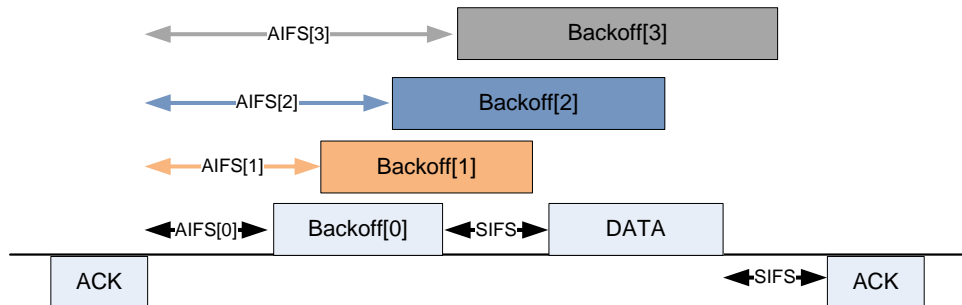 AIFS[3]
Backoff[3]
AIFS[2]
Backoff[2]
AIFS[1]
Backoff[1]
AIFS[0]
Backoff[0]
SIFS
DATA
ACK
SIFS
ACK